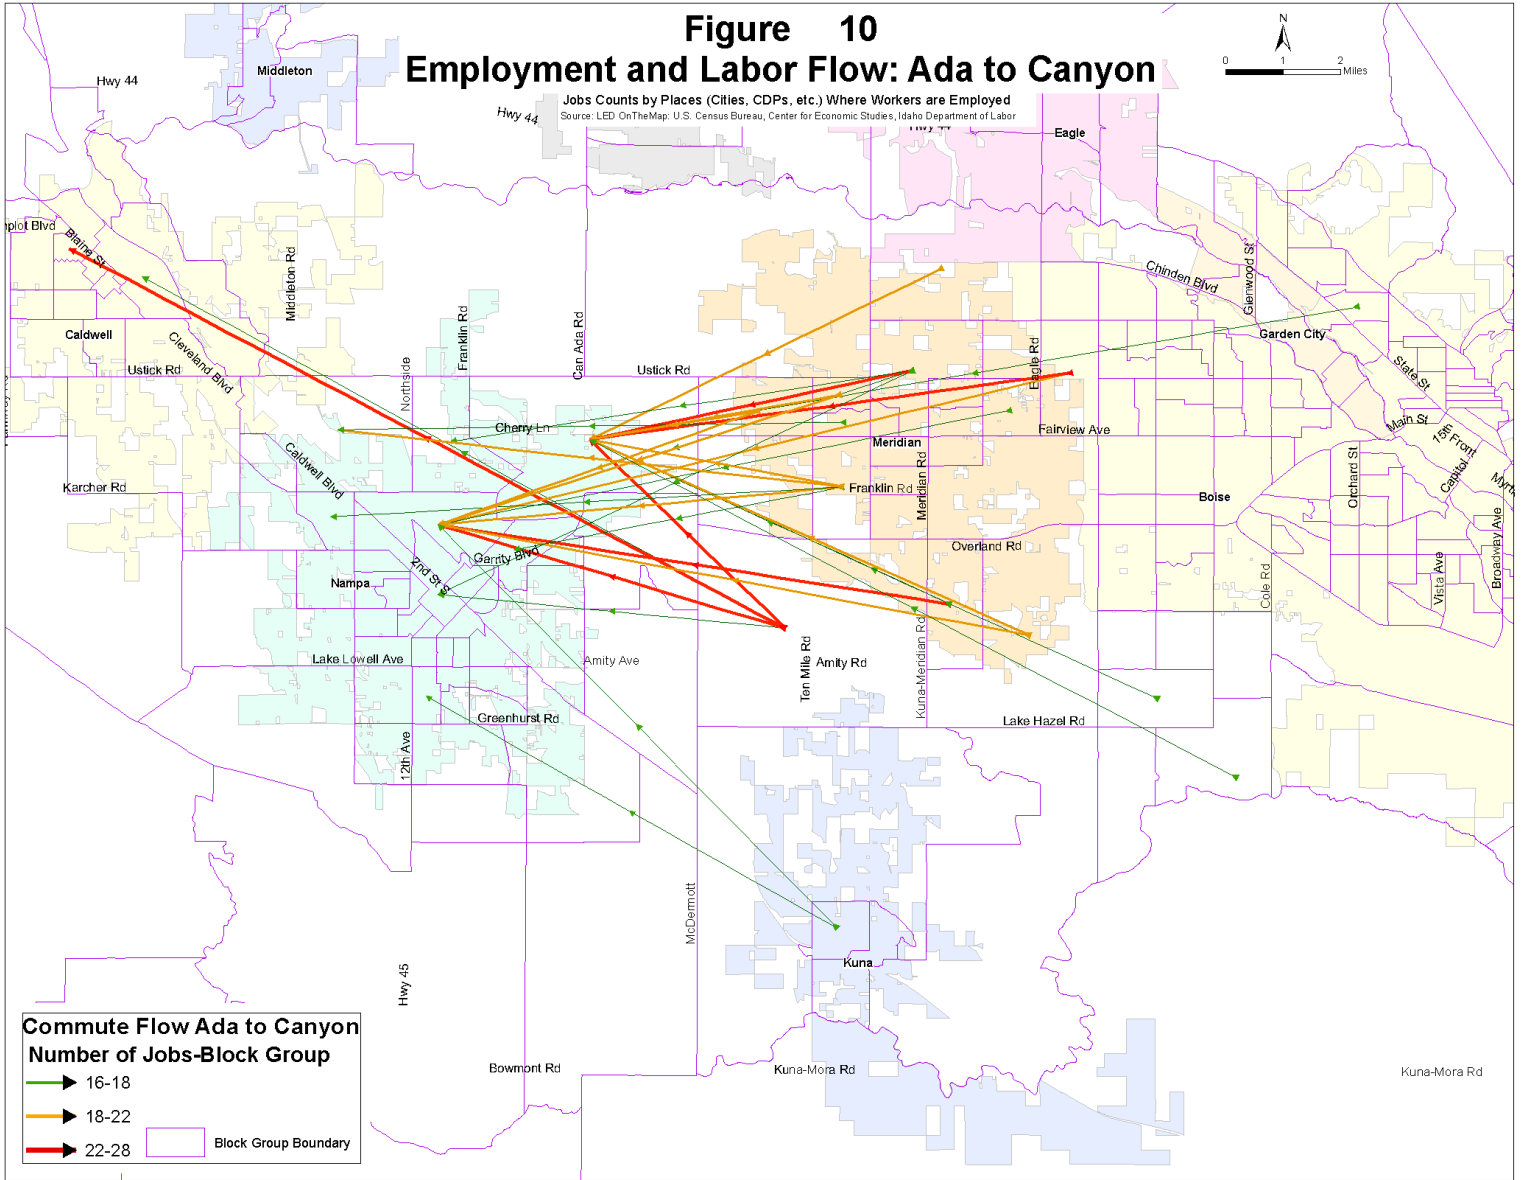 Figure 10
Employment and Labor Flow: Ada to Canyon
Jobs Counts by Places (Cities, CDPs, etc.) Where Workers are Employed
Source: LED OnTheMap: U.S. Census Bureau, Center for Economic Studies, Idaho Department of Labor
N
0 1 2
Miles
Middleton
Hwy 44
Hwy 44
Hwy 44
Eagle
Blaine St
Middleton Rd
Chinden Blvd
Glenwood St
Caldwell
Cleveland Blvd
Franklin Rd
Can Ada Rd
Garden City
Ustick Rd
Ustick Rd
Eagle Rd
State St
Northside
Cherry Ln
Meridian
Fairview Ave
Main St
15th
Front
Capitol
Caldwell Blvd
Karcher Rd
Franklin Rd
Meridian Rd
Boise
Orchard St
Overland Rd
Garrity Blvd
2nd St S
Nampa
Cole Rd
Vista Ave
Broadway Ave
Lake Lowell Ave
Amity Ave
Ten Mile Rd
Amity Rd
Kuna-Meridian Rd
Greenhurst Rd
Lake Hazel Rd
12th Ave
McDermott
Kuna
Hwy 45
Bowmont Rd
Kuna-Mora Rd
Kuna-Mora Rd
Commute Flow Ada to Canyon
Number of Jobs-Block Group
16-18
18-22
22-28
Block Group Boundary